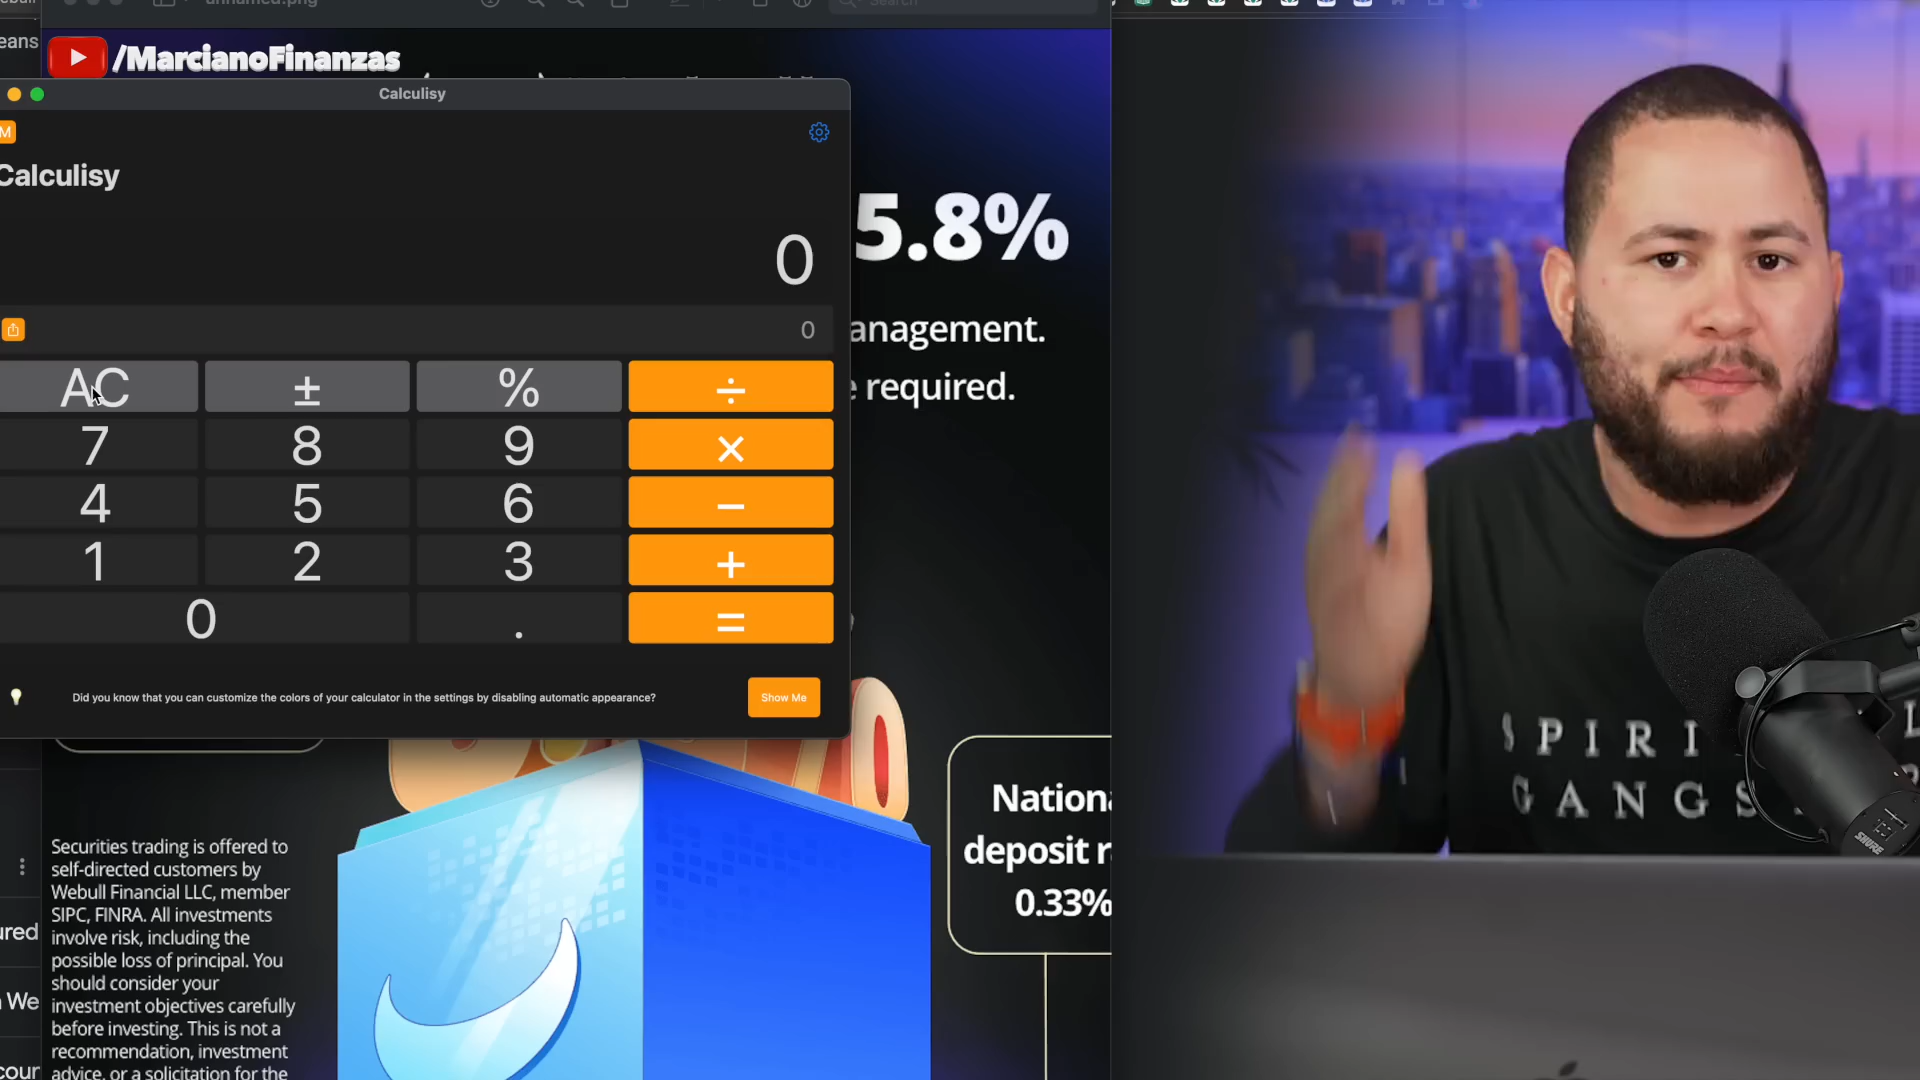 /MarcianoFinanzas
eans
Calculisy
M
Calculisy
0
0
AC
±
%
÷
7
8
9
×
4
5
6
−
1
2
3
+
0
.
=
Did you know that you can customize the colors of your calculator in the settings by disabling automatic appearance?
Show Me
5.8%
anagement.
required.
Securities trading is offered to
self-directed customers by
Webull Financial LLC, member
SIPC, FINRA. All investments
involve risk, including the
possible loss of principal. You
should consider your
investment objectives carefully
before investing. This is not a
recommendation, investment
advice, or a solicitation for the
ured
We
cour
Nationa
deposit r
0.33%
SPIRI
GANGS
SHURE